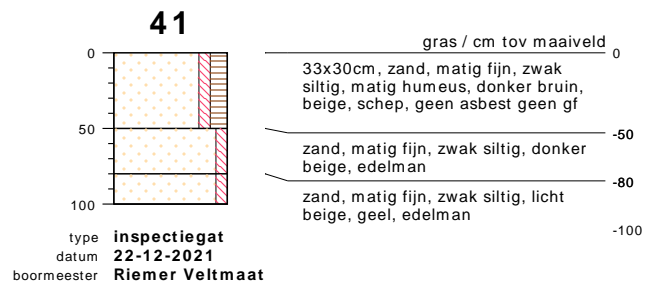 41
gras / cm tov maaiveld
0
0
33x30cm, zand, matig fijn, zwak
siltig, matig humeus, donker bruin,
beige, schep, geen asbest geen gf
50
-50
zand, matig fijn, zwak siltig, donker
beige, edelman
-80
zand, matig fijn, zwak siltig, licht
beige, geel, edelman
100
-100
type inspectiegat
datum 22-12-2021
boormeester Riemer Veltmaat